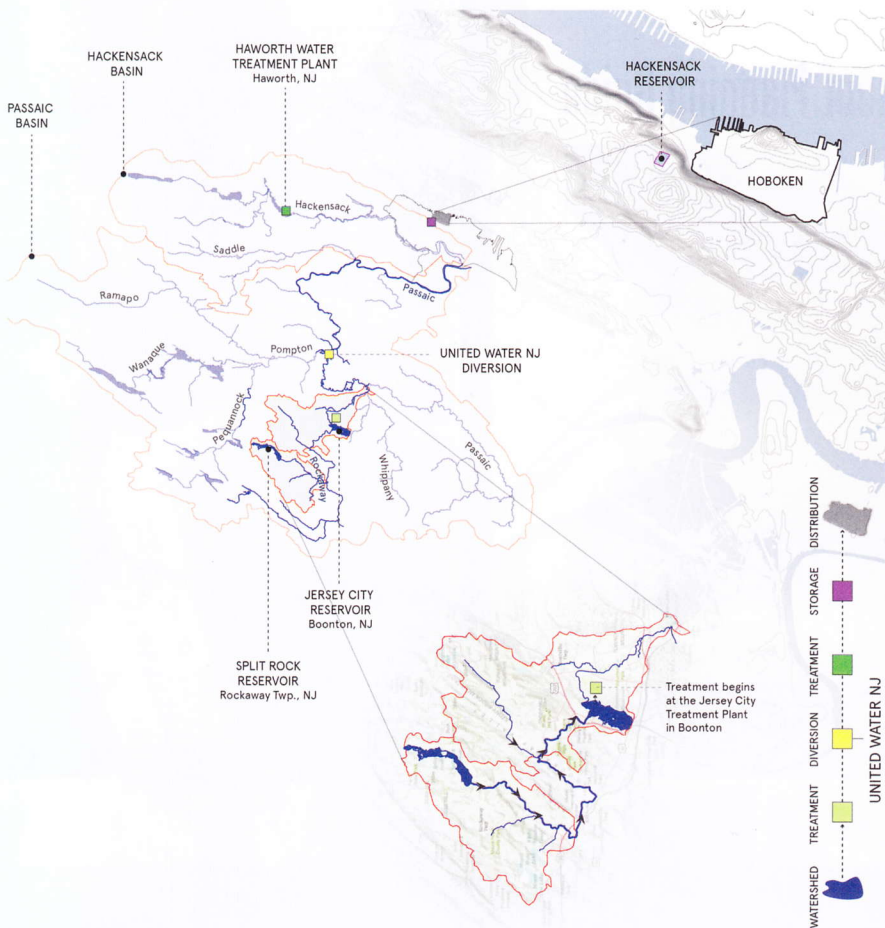 HACKENSACK
BASIN
HAWORTH WATER
TREATMENT PLANT
Haworth, NJ
HACKENSACK
RESERVOIR
PASSAIC
BASIN
HOBOKEN
Hackensack
Saddle
Passaic
Ramapo
Wanaque
Pompton
UNITED WATER NJ
DIVERSION
Pequannock
Rockaway
Whippany
Passaic
JERSEY CITY
RESERVOIR
Boonton, NJ
SPLIT ROCK
RESERVOIR
Rockaway Twp., NJ
Treatment begins
at the Jersey City
Treatment Plant
in Boonton
DISTRIBUTION
STORAGE
TREATMENT
DIVERSION
TREATMENT
WATERSHED
UNITED WATER NJ